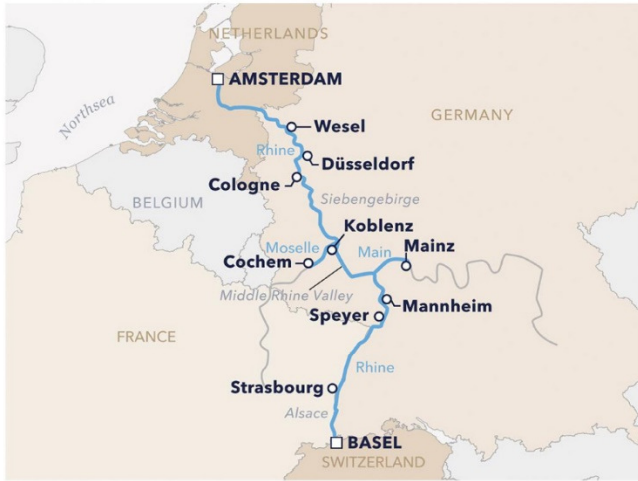 NETHERLANDS
AMSTERDAM
Northsea
GERMANY
Wesel
Rhine
Düsseldorf
Cologne
Siebengebirge
BELGIUM
Koblenz
Moselle
Main
Mainz
Cochem
Middle Rhine Valley
Mannheim
Speyer
FRANCE
Rhine
Strasbourg
Alsace
BASEL
SWITZERLAND